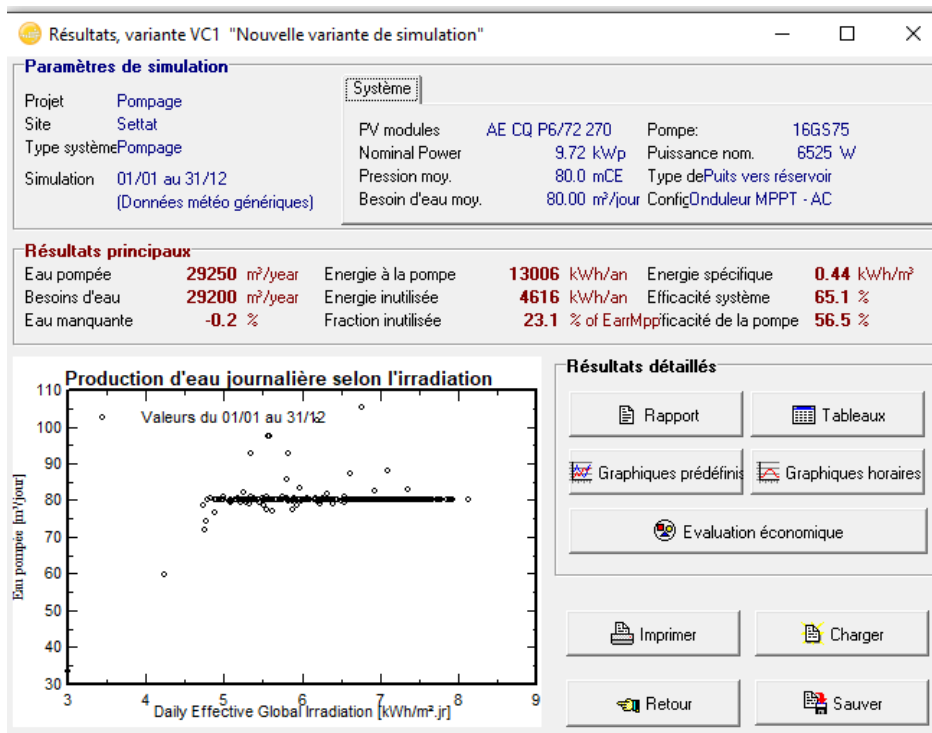 Résultats, variante VC1 "Nouvelle variante de simulation"
Paramètres de simulation
Projet Pompage
Site Settat
Type systèmePompage
Simulation 01/01 au 31/12
(Données météo génériques)
Système
PV modules AE CQ P6/72 270 Pompe: 16GS75
Nominal Power 9.72 kWp Puissance nom. 6525 W
Pression moy. 80.0 mCE Type dePuits vers réservoir
Besoin d'eau moy. 80.00 m³/jour ConfigOnduleur MPPT - AC
Résultats principaux
Eau pompée 29250 m³/year Energie à la pompe 13006 kWh/an Energie spécifique 0.44 kWh/m³
Besoins d'eau 29200 m³/year Energie inutilisée 4616 kWh/an Efficacité système 65.1 %
Eau manquante -0.2 % Fraction inutilisée 23.1 % of EarrMppificacité de la pompe 56.5 %
Production d'eau journalière selon l'irradiation
Valeurs du 01/01 au 31/12
110
100
90
80
70
60
50
40
30
Eau pompée [m³/jour]
3 4 5 6 7 8 9
Daily Effective Global Irradiation [kWh/m².jr]
Résultats détaillés
Rapport Tableaux
Graphiques prédéfinis Graphiques horaires
Evaluation économique
Imprimer Charger
Retour Sauver